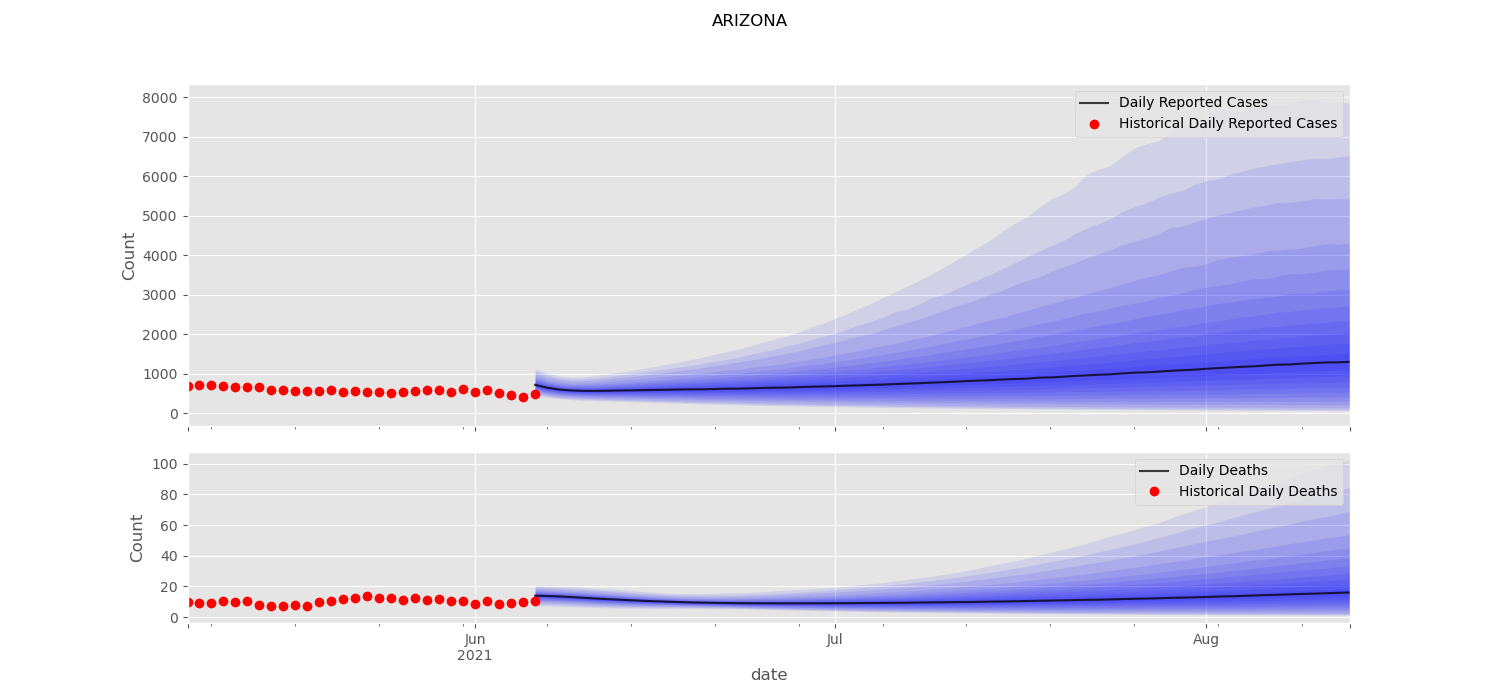 ARIZONA
8000
7000
6000
5000
4000
3000
2000
1000
0
Count
Daily Reported Cases
Historical Daily Reported Cases
100
80
60
40
20
0
Count
Daily Deaths
Historical Daily Deaths
Jun
2021
Jul
Aug
date